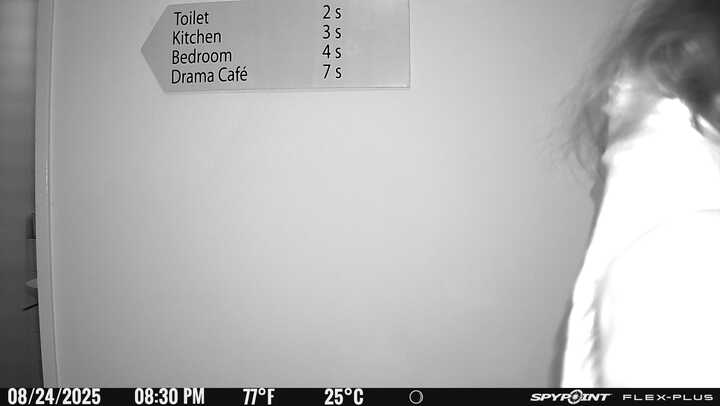 Toilet 2 s
Kitchen 3 s
Bedroom 4 s
Drama Café 7 s
08/24/2025 08:30 PM 77°F 25°C SPYPOINT FLEX-PLUS